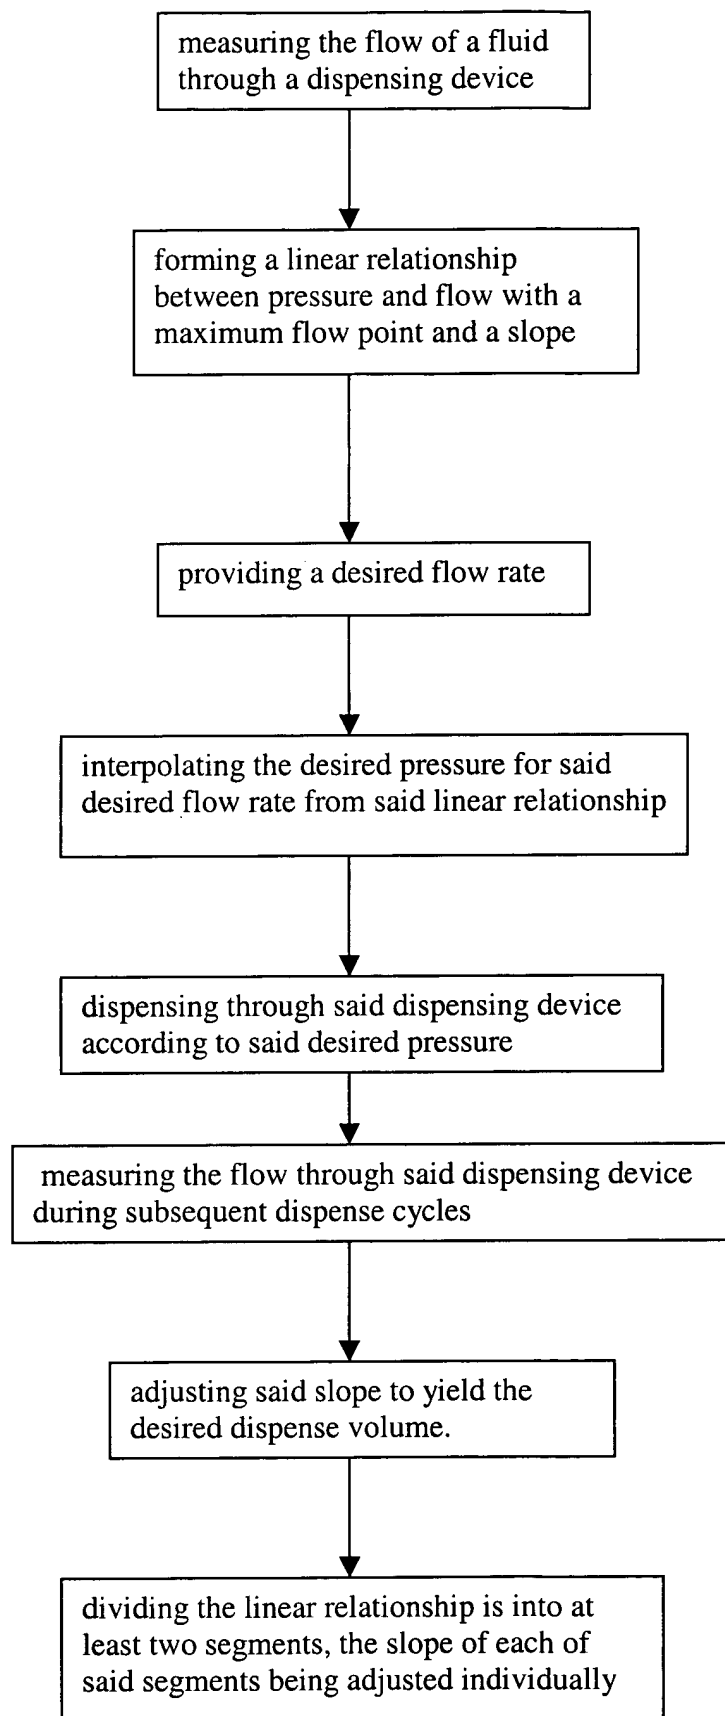 measuring the flow of a fluid
through a dispensing device
forming a linear relationship
between pressure and flow with a
maximum flow point and a slope
providing a desired flow rate
interpolating the desired pressure for said
desired flow rate from said linear relationship
dispensing through said dispensing device
according to said desired pressure
measuring the flow through said dispensing device
during subsequent dispense cycles
adjusting said slope to yield the
desired dispense volume.
dividing the linear relationship is into at
least two segments, the slope of each of
said segments being adjusted individually